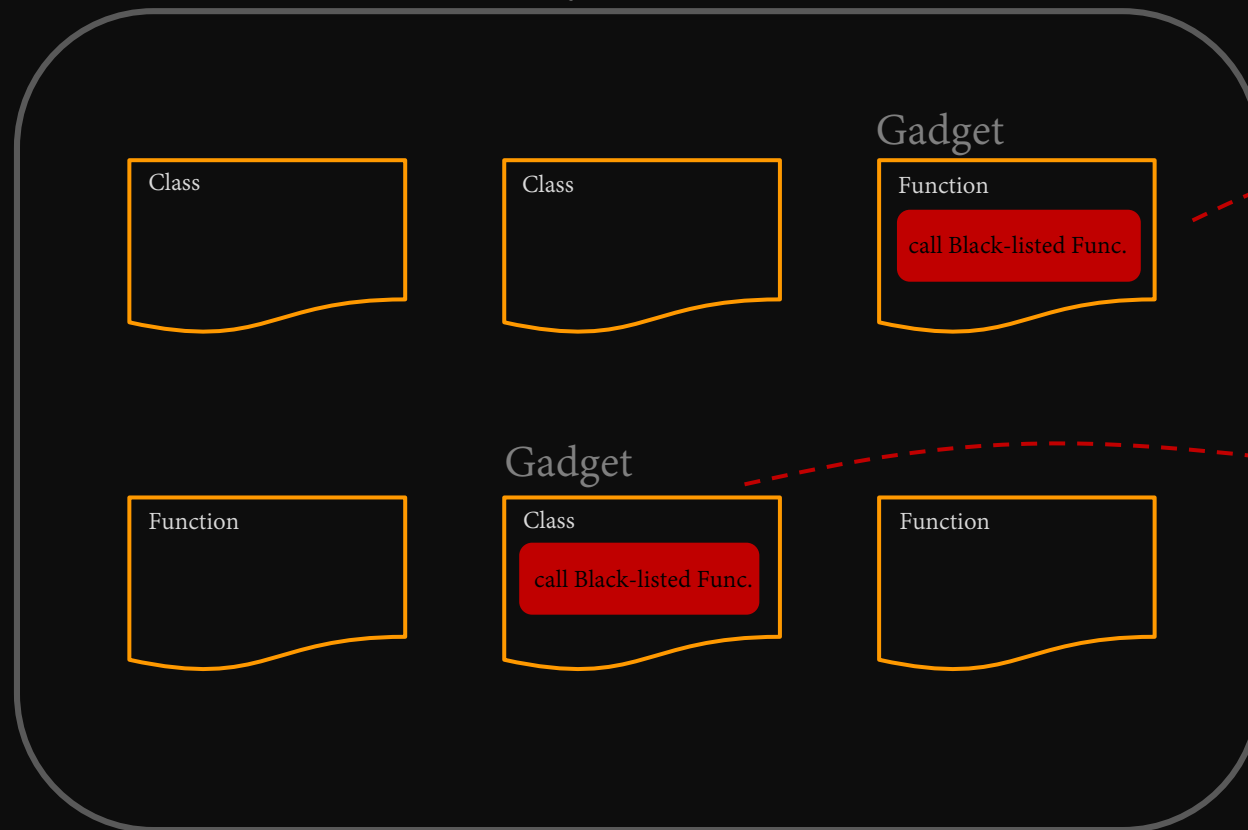 Gadget
Class
Class
Function
call Black-listed Func.
Gadget
Function
Class
Function
call Black-listed Func.